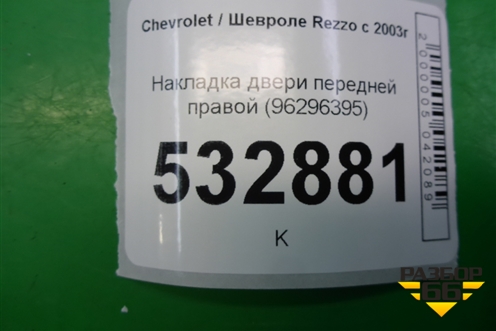 Chevrolet / Шевроле Rezzo с 2003г
Накладка двери передней
правой (96296395)
532881
К
2000005042089
РАЗБОР
66